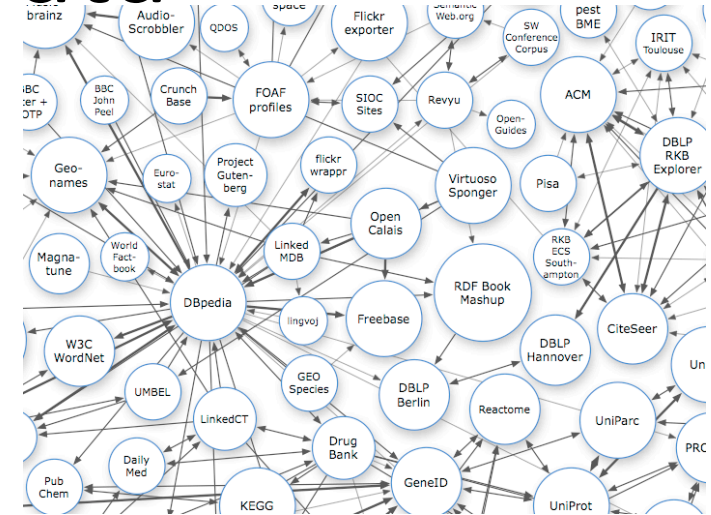 brainz
Audio-
Scrobbler
QDOS
space
Flickr
exporter
Web.org
SW
Conference
Corpus
pest
BME
IRIT
Toulouse
BBC
John
Peel
Crunch
Base
FOAF
profiles
SIOC
Sites
Revyu
Open-
Guides
ACM
DBLP
RKB
Explorer
OTP
Geo-
names
Euro-
stat
Project
Guten-
berg
flickr
wrappr
Virtuoso
Sponger
Pisa
Open
Calais
Magna-
tune
World
Fact-
book
Linked
MDB
RKB
ECS
South-
ampton
DBpedia
RDF Book
Mashup
lingvoj
Freebase
CiteSeer
W3C
WordNet
DBLP
Hannover
UMBEL
GEO
Species
DBLP
Berlin
Un
LinkedCT
Reactome
UniParc
Drug
Bank
Daily
Med
Pub
Chem
GeneID
KEGG
UniProt